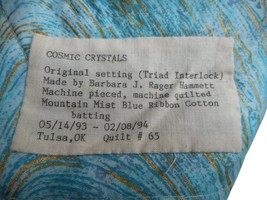 COSMIC CRYSTALS
Original setting (Triad Interlock)
Made by Barbara J. Rager Hammett
Machine pieced, machine quilted
Mountain Mist Blue Ribbon Cotton
batting
05/14/93 - 02/08/94
Tulsa,OK Quilt # 65